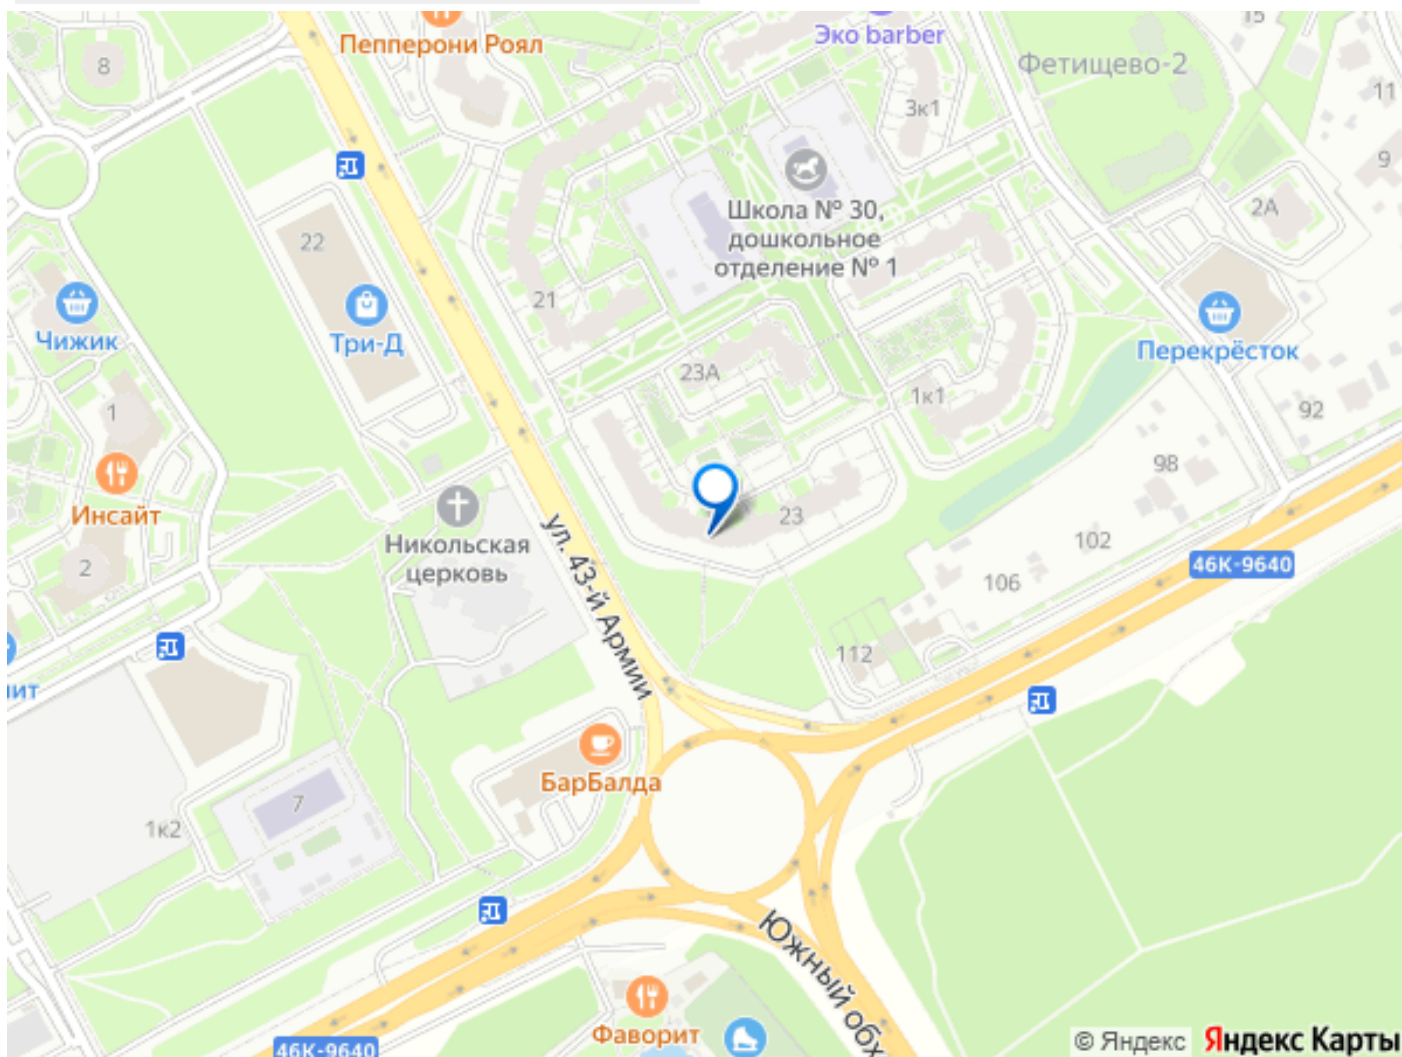 15
Эко barber
Пепперони Роял
Фетищево-2
8
11
3к1
9
Школа № 30,
дошкольное
отделение № 1
2А
22
21
Чижик
Три-Д
Перекрёсток
23А
1к1
92
1
98
Инсайт
23
Никольская
церковь
ул. 43-й Армии
102
46К-9640
2
106
112
ит
БарБалда
7
1к2
Южный обх
Фаворит
46К-9640
© Яндекс Яндекс Карты